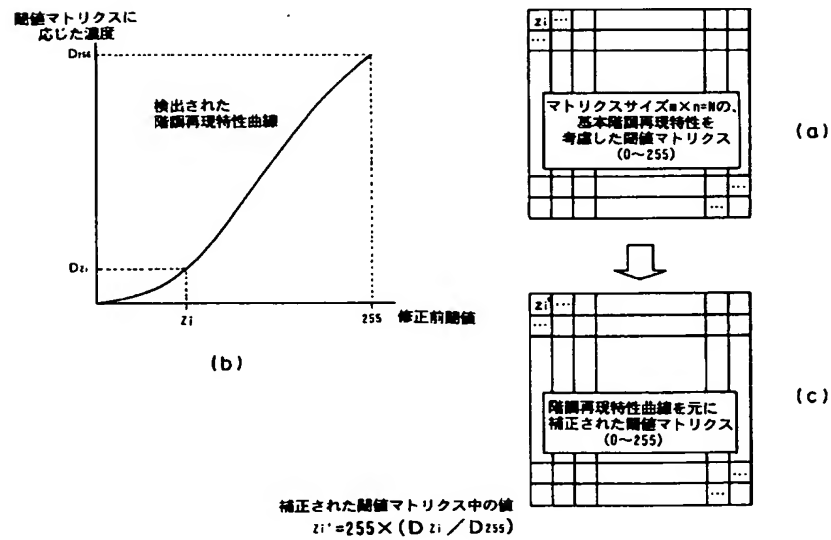 閾値マトリクスに
応じた濃度
D255
検出された
階調再現特性曲線
DZi
Zi
255
修正前閾値
(b)
Zi
...
...
マトリクスサイズm×n=Nの、
基本階調再現特性を
考慮した閾値マトリクス
(0〜255)
...
...
(a)
Zi'
...
...
階調再現特性曲線を元に
補正された閾値マトリクス
(0〜255)
...
...
(c)
補正された閾値マトリクス中の値
Zi'=255×(DZi/D255)